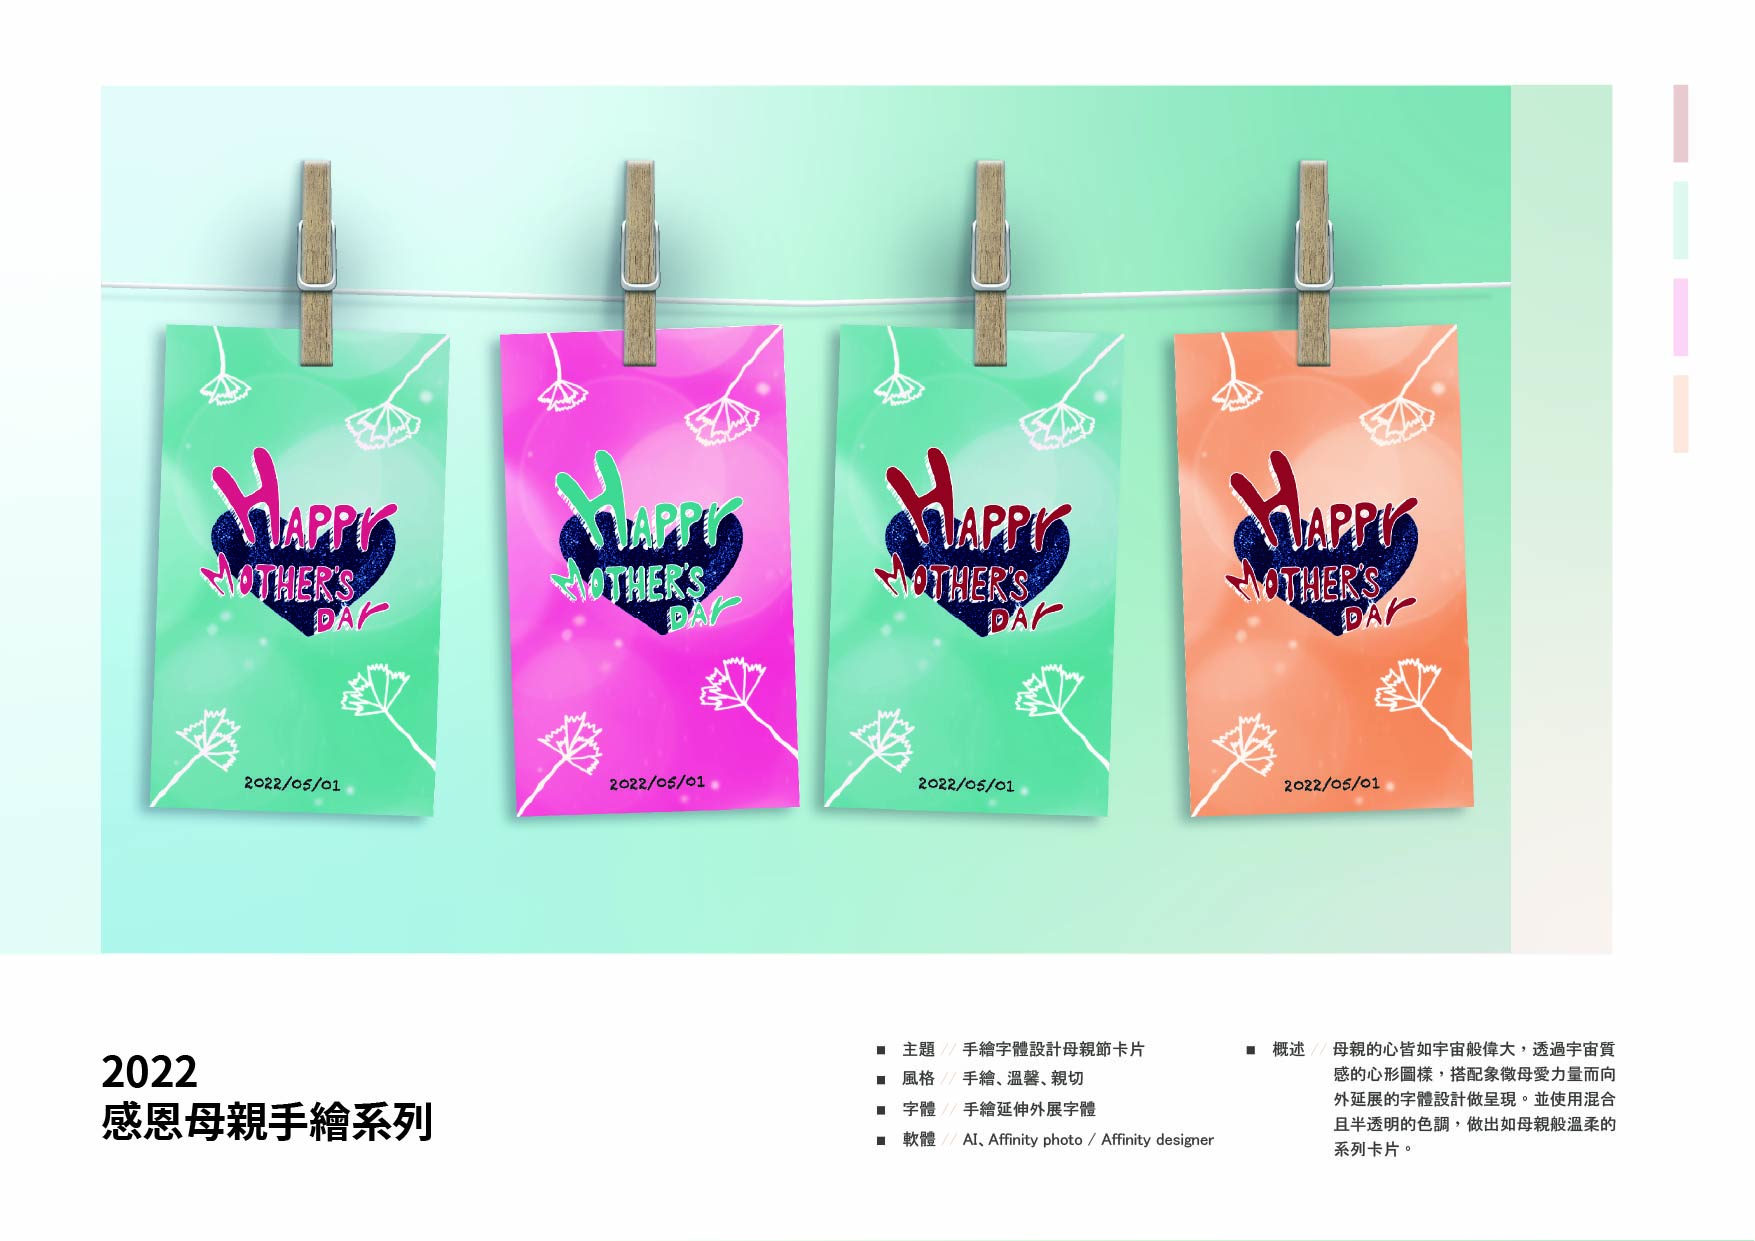 HAPPY
MOTHER'S
DAY
2022/05/01
HAPPY
MOTHER'S
DAY
2022/05/01
HAPPY
MOTHER'S
DAY
2022/05/01
HAPPY
MOTHER'S
DAY
2022/05/01
2022
感恩母親手繪系列
■ 主題 // 手繪字體設計母親節卡片
■ 風格 // 手繪、溫馨、親切
■ 字體 // 手繪延伸外展字體
■ 軟體 // AI、Affinity photo / Affinity designer
■ 概述 // 母親的心皆如宇宙般偉大，透過宇宙質
感的心形圖樣，搭配象徵母愛力量而向
外延展的字體設計做呈現。並使用混合
且半透明的色調，做出如母親般溫柔的
系列卡片。